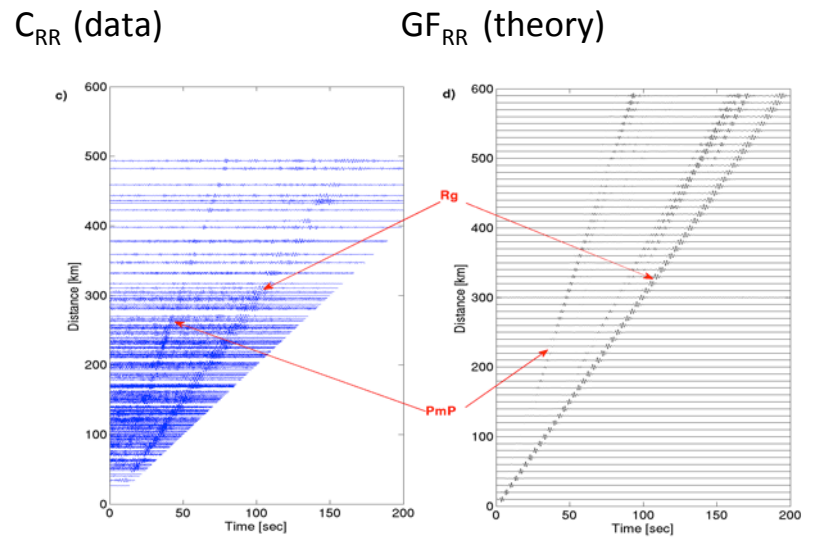 C_RR (data)
GF_RR (theory)
c)
600
500
400
300
200
100
0
Distance [km]
0 50 100 150 200
Time [sec]
Rg
PmP
d)
600
500
400
300
200
100
0
Distance [km]
0 50 100 150 200
Time [sec]